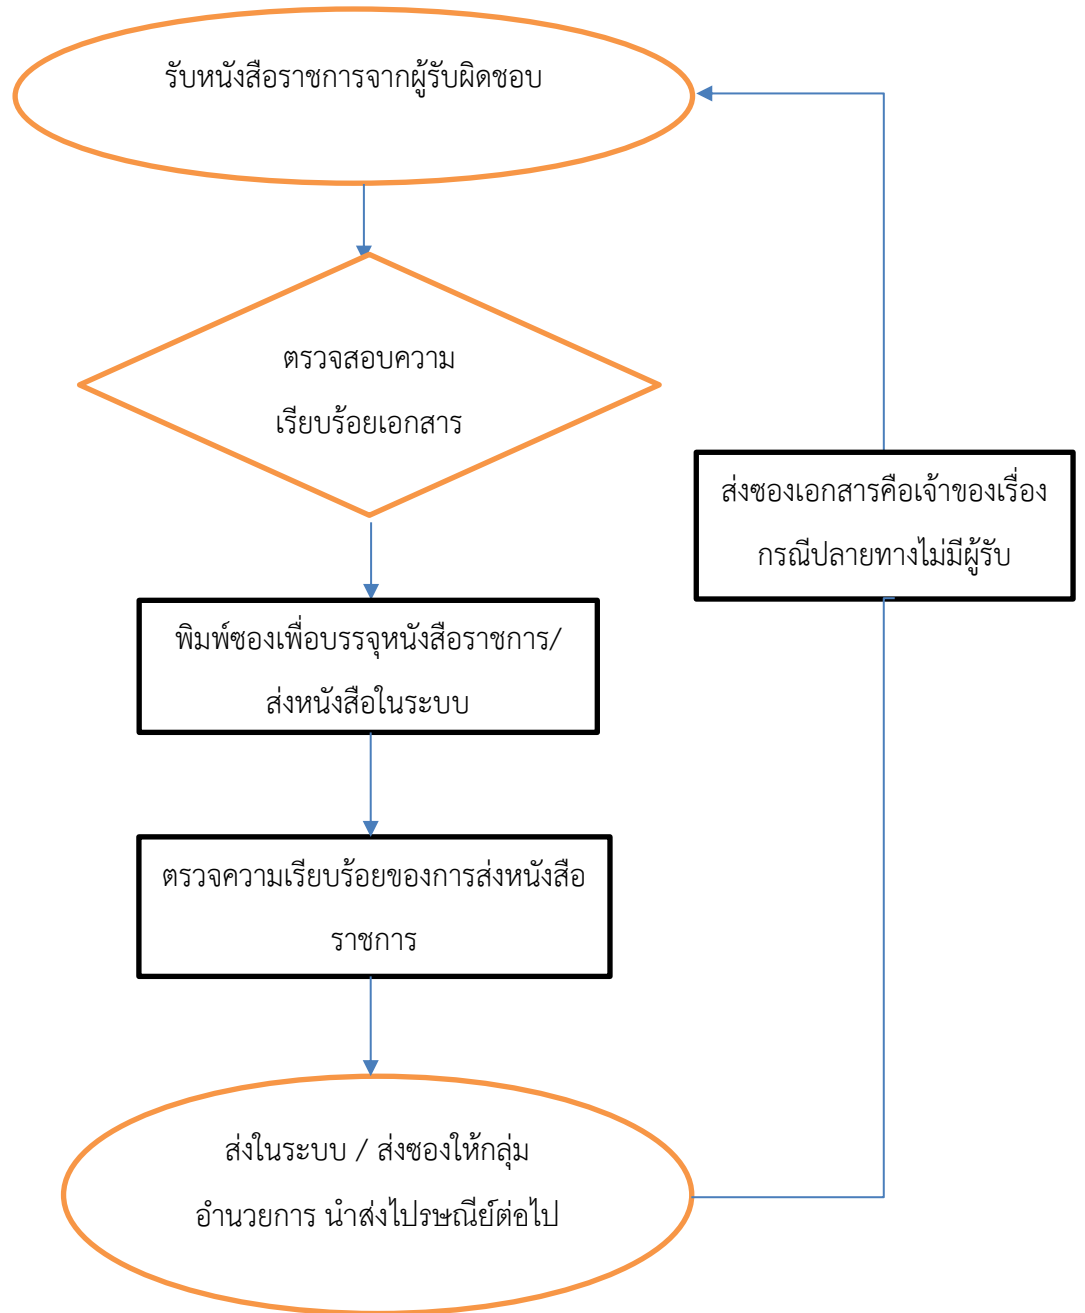 รับหนังสือราชการจากผู้รับผิดชอบ
ตรวจสอบความ
เรียบร้อยเอกสาร
ส่งซองเอกสารคือเจ้าของเรื่อง
กรณีปลายทางไม่มีผู้รับ
พิมพ์ซองเพื่อบรรจุหนังสือราชการ/
ส่งหนังสือในระบบ
ตรวจความเรียบร้อยของการส่งหนังสือ
ราชการ
ส่งในระบบ / ส่งซองให้กลุ่ม
อำนวยการ นำส่งไปรษณีย์ต่อไป